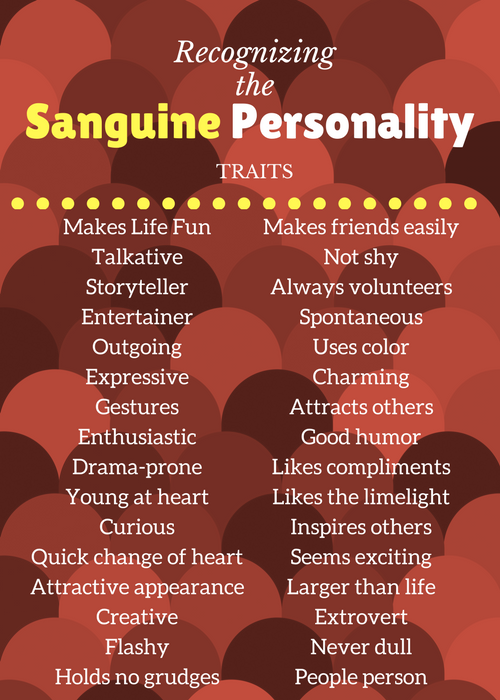 Recognizing
the
Sanguine Personality
TRAITS
Makes Life Fun
Talkative
Storyteller
Entertainer
Outgoing
Expressive
Gestures
Enthusiastic
Drama-prone
Young at heart
Curious
Quick change of heart
Attractive appearance
Creative
Flashy
Holds no grudges
Makes friends easily
Not shy
Always volunteers
Spontaneous
Uses color
Charming
Attracts others
Good humor
Likes compliments
Likes the limelight
Inspires others
Seems exciting
Larger than life
Extrovert
Never dull
People person